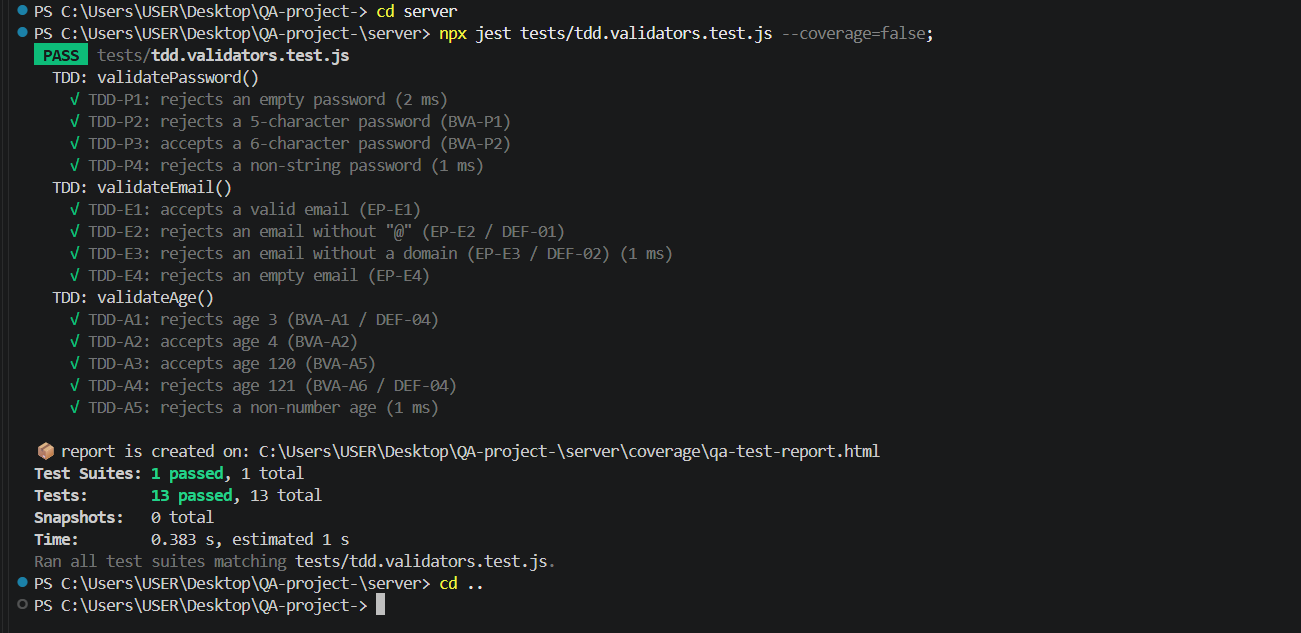 PS C:\Users\USER\Desktop\QA-project-> cd server
PS C:\Users\USER\Desktop\QA-project-\server> npx jest tests/tdd.validators.test.js --coverage=false;
PASS tests/tdd.validators.test.js
TDD: validatePassword()
√ TDD-P1: rejects an empty password (2 ms)
√ TDD-P2: rejects a 5-character password (BVA-P1)
√ TDD-P3: accepts a 6-character password (BVA-P2)
√ TDD-P4: rejects a non-string password (1 ms)
TDD: validateEmail()
√ TDD-E1: accepts a valid email (EP-E1)
√ TDD-E2: rejects an email without "@" (EP-E2 / DEF-01)
√ TDD-E3: rejects an email without a domain (EP-E3 / DEF-02) (1 ms)
√ TDD-E4: rejects an empty email (EP-E4)
TDD: validateAge()
√ TDD-A1: rejects age 3 (BVA-A1 / DEF-04)
√ TDD-A2: accepts age 4 (BVA-A2)
√ TDD-A3: accepts age 120 (BVA-A5)
√ TDD-A4: rejects age 121 (BVA-A6 / DEF-04)
√ TDD-A5: rejects a non-number age (1 ms)
📦 report is created on: C:\Users\USER\Desktop\QA-project-\server\coverage\qa-test-report.html
Test Suites: 1 passed, 1 total
Tests: 13 passed, 13 total
Snapshots: 0 total
Time: 0.383 s, estimated 1 s
Ran all test suites matching tests/tdd.validators.test.js.
PS C:\Users\USER\Desktop\QA-project-\server> cd ..
PS C:\Users\USER\Desktop\QA-project->